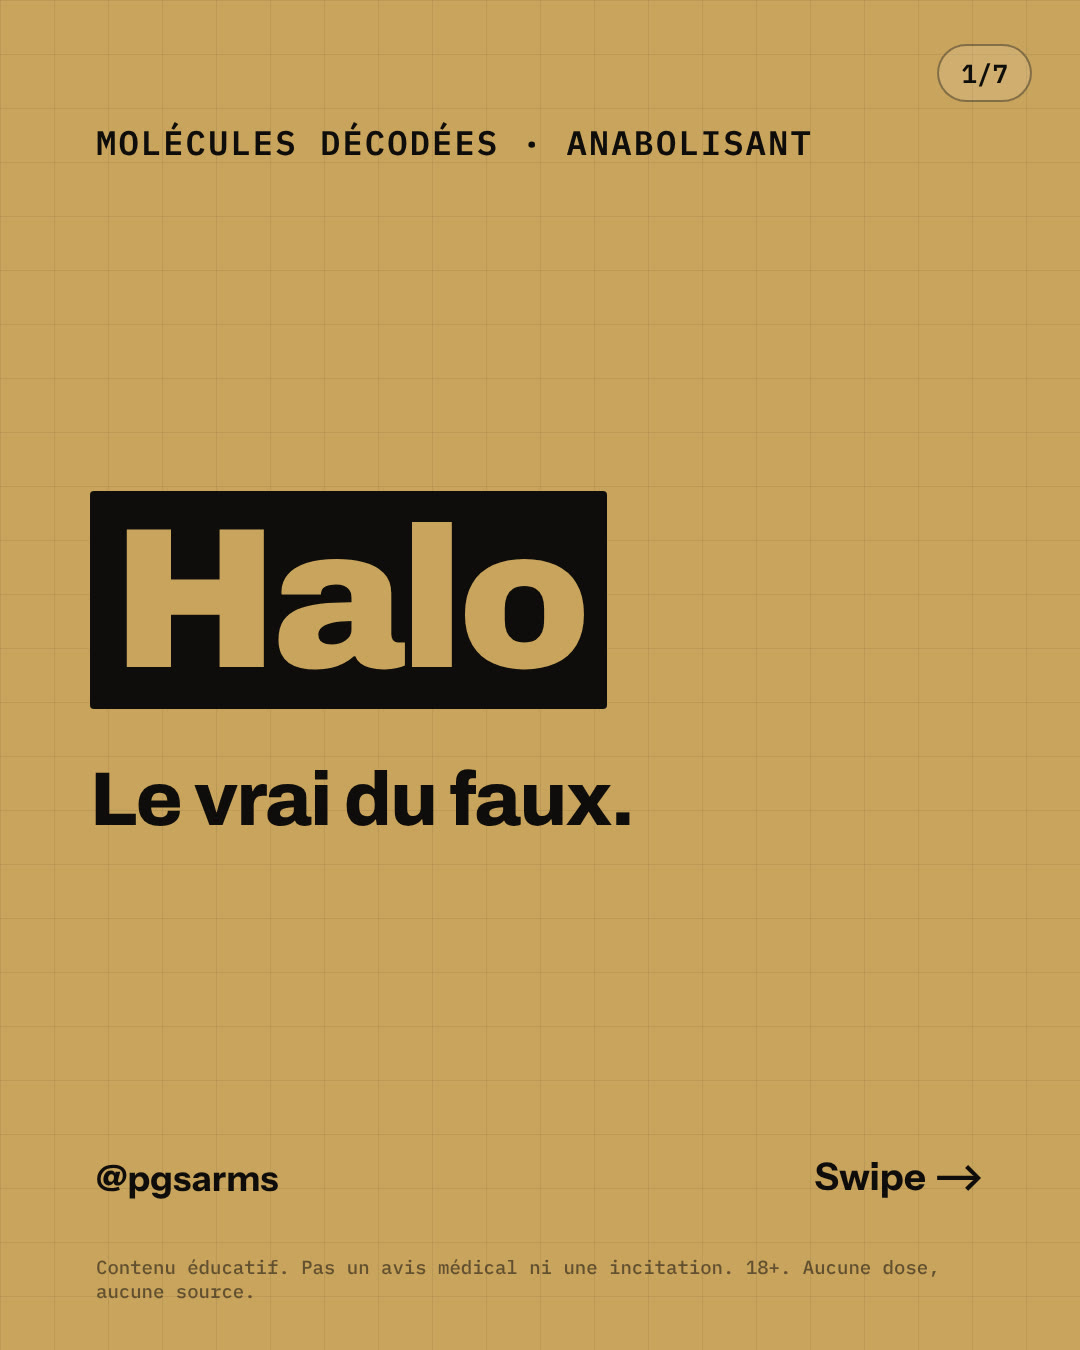 1/7
MOLÉCULES DÉCODÉES · ANABOLISANT
Halo
Le vrai du faux.
@pgsarms
Swipe →
Contenu éducatif. Pas un avis médical ni une incitation. 18+. Aucune dose,
aucune source.